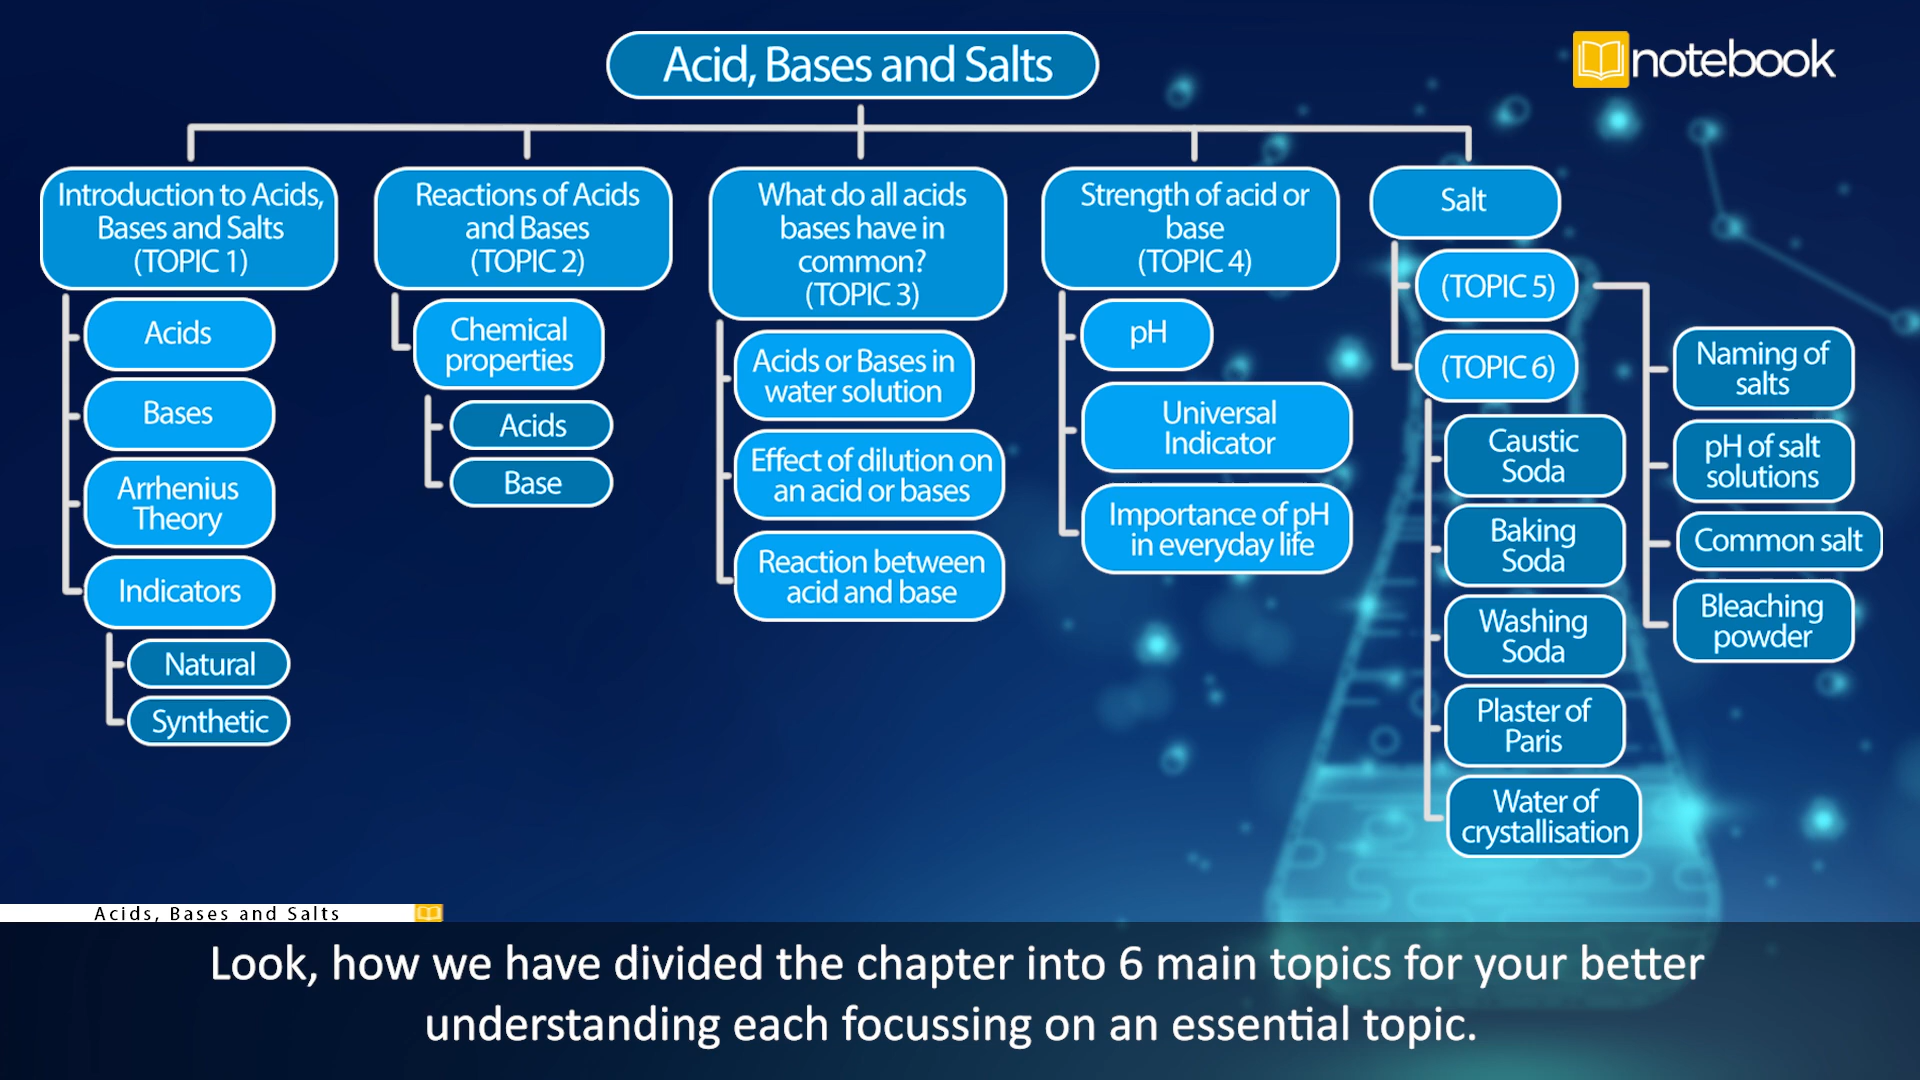 Acid, Bases and Salts
notebook
Introduction to Acids,
Bases and Salts
(TOPIC 1)
Acids
Bases
Arrhenius
Theory
Indicators
Natural
Synthetic
Reactions of Acids
and Bases
(TOPIC 2)
Chemical
properties
Acids
Base
What do all acids
bases have in
common?
(TOPIC 3)
Acids or Bases in
water solution
Effect of dilution on
an acid or bases
Reaction between
acid and base
Strength of acid or
base
(TOPIC 4)
pH
Universal
Indicator
Importance of pH
in everyday life
Salt
(TOPIC 5)
(TOPIC 6)
Caustic
Soda
Baking
Soda
Washing
Soda
Plaster of
Paris
Water of
crystallisation
Naming of
salts
pH of salt
solutions
Common salt
Bleaching
powder
Acids, Bases and Salts
Look, how we have divided the chapter into 6 main topics for your better
understanding each focussing on an essential topic.